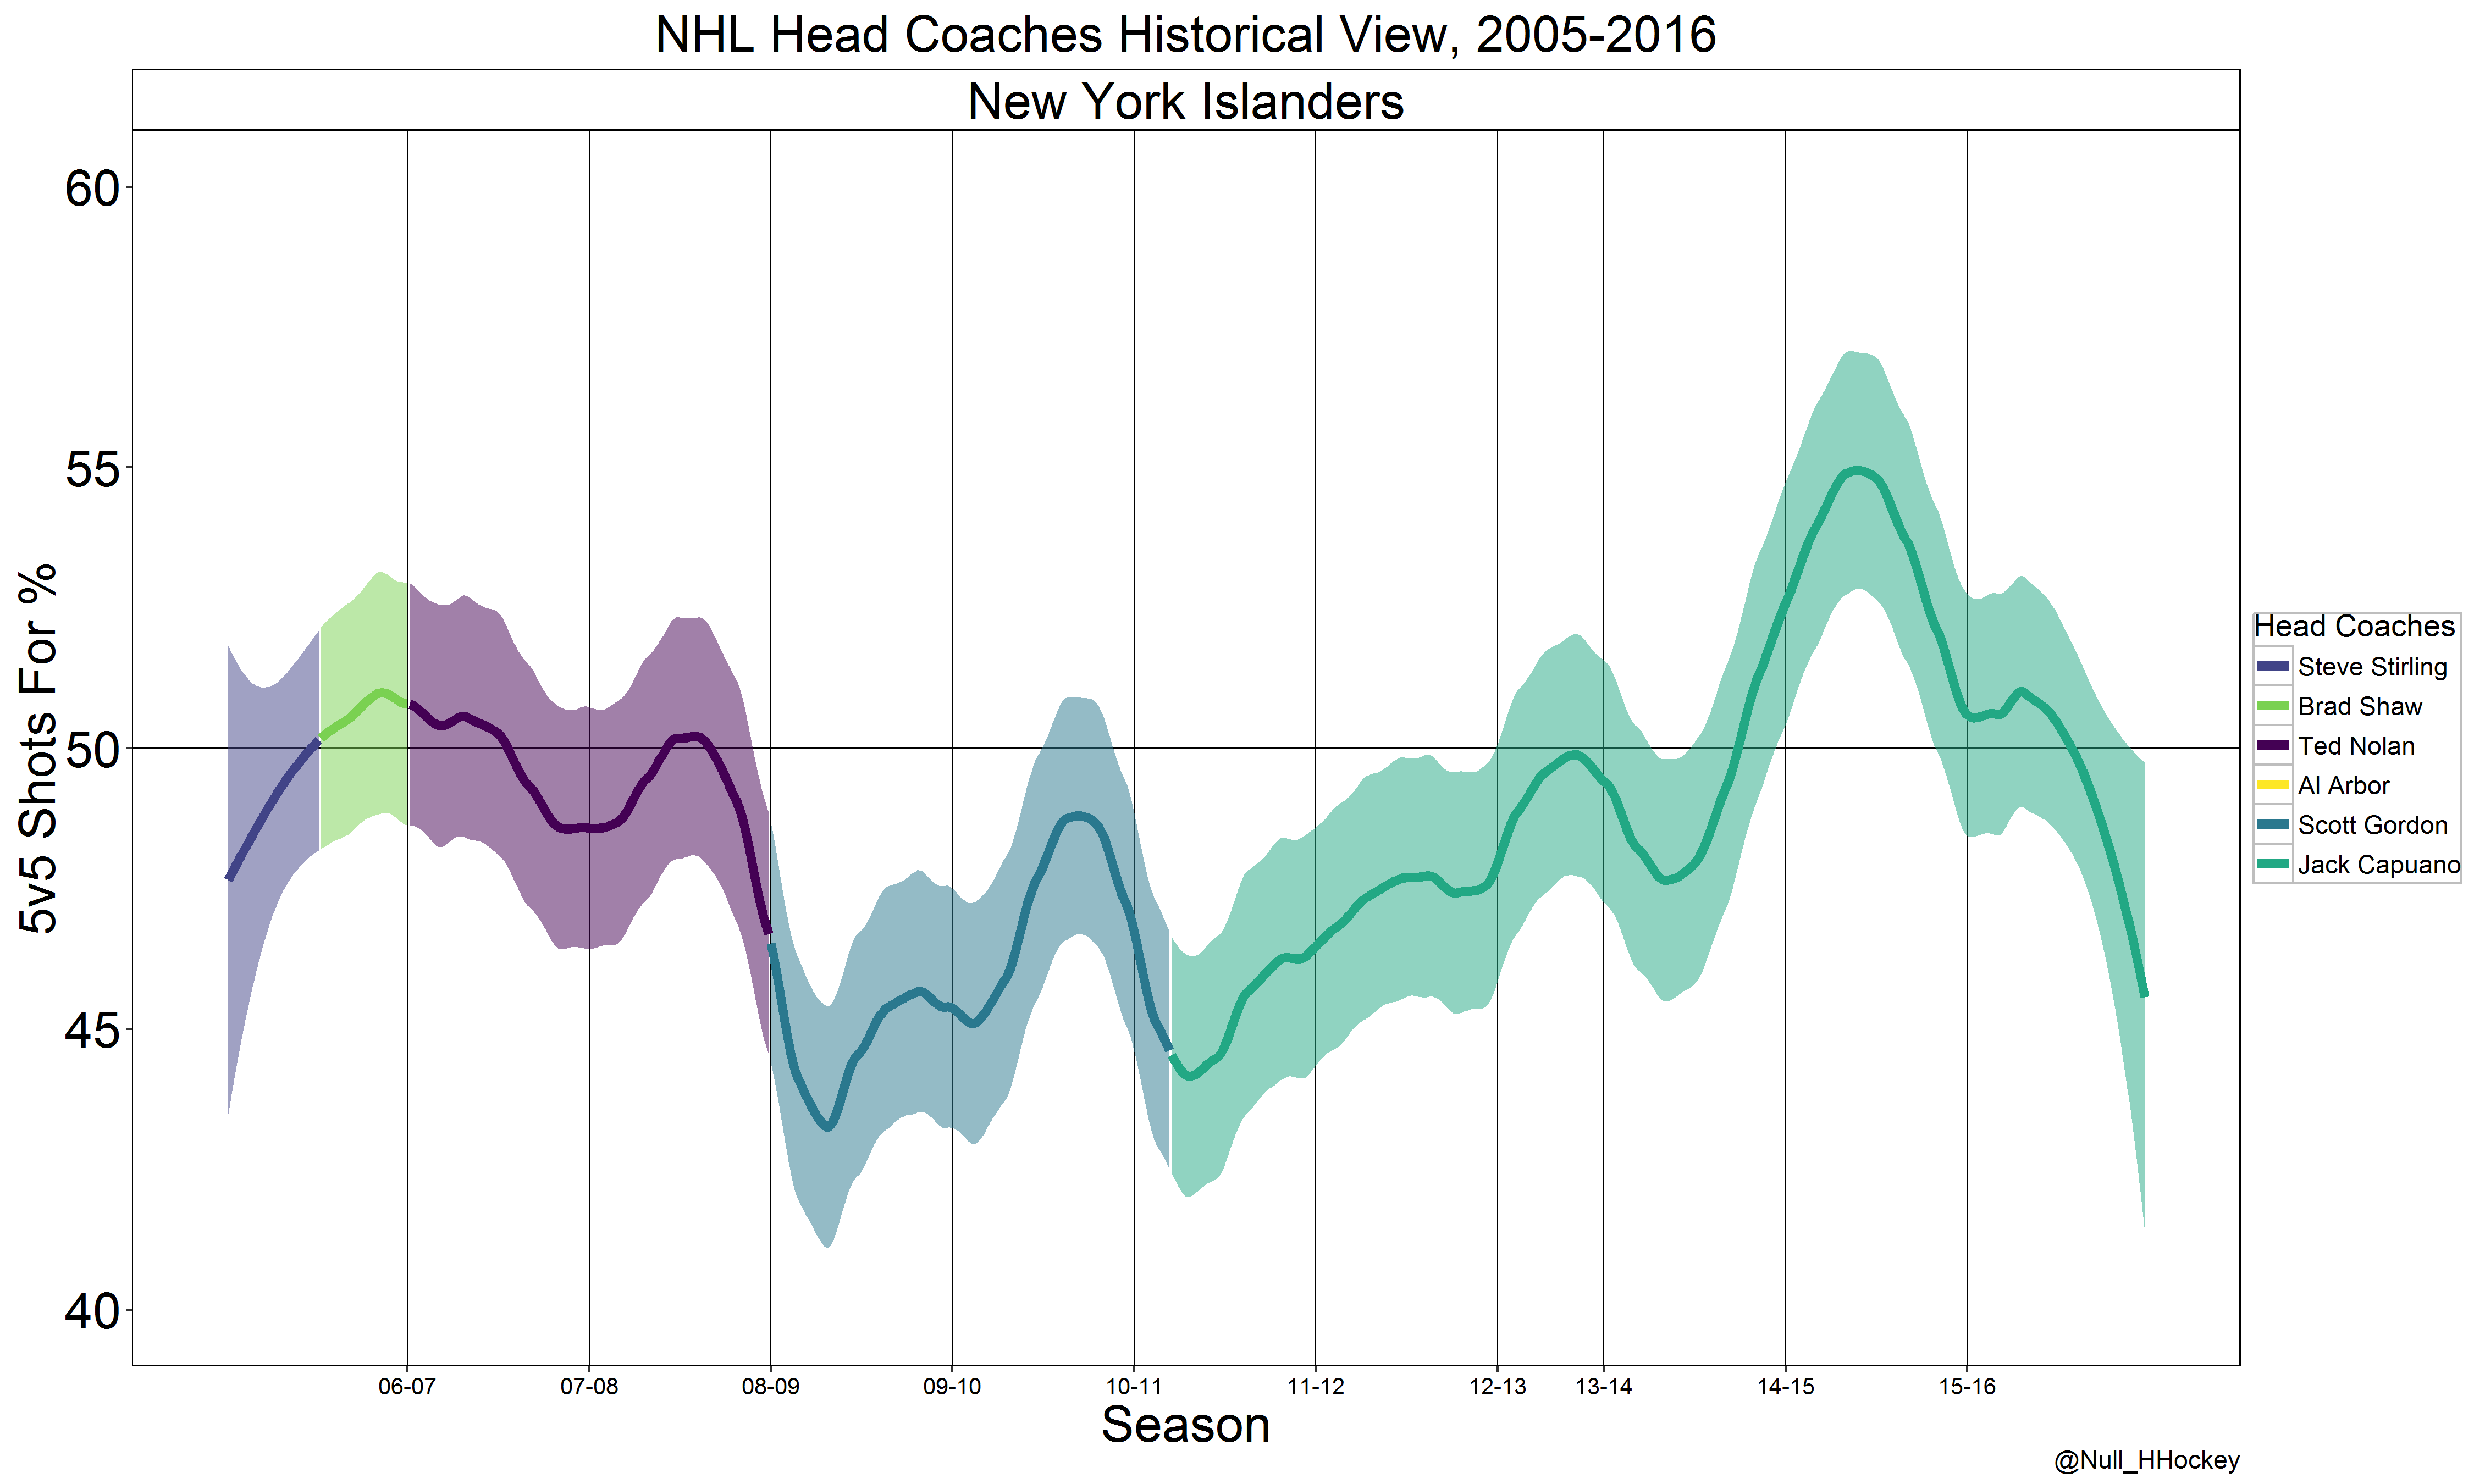 NHL Head Coaches Historical View, 2005-2016
New York Islanders
60
55
50
45
40
5v5 Shots For %
06-07 07-08 08-09 09-10 10-11 11-12 12-13 13-14 14-15 15-16
Season
Head Coaches
Steve Stirling
Brad Shaw
Ted Nolan
Al Arbor
Scott Gordon
Jack Capuano
@Null_HHockey